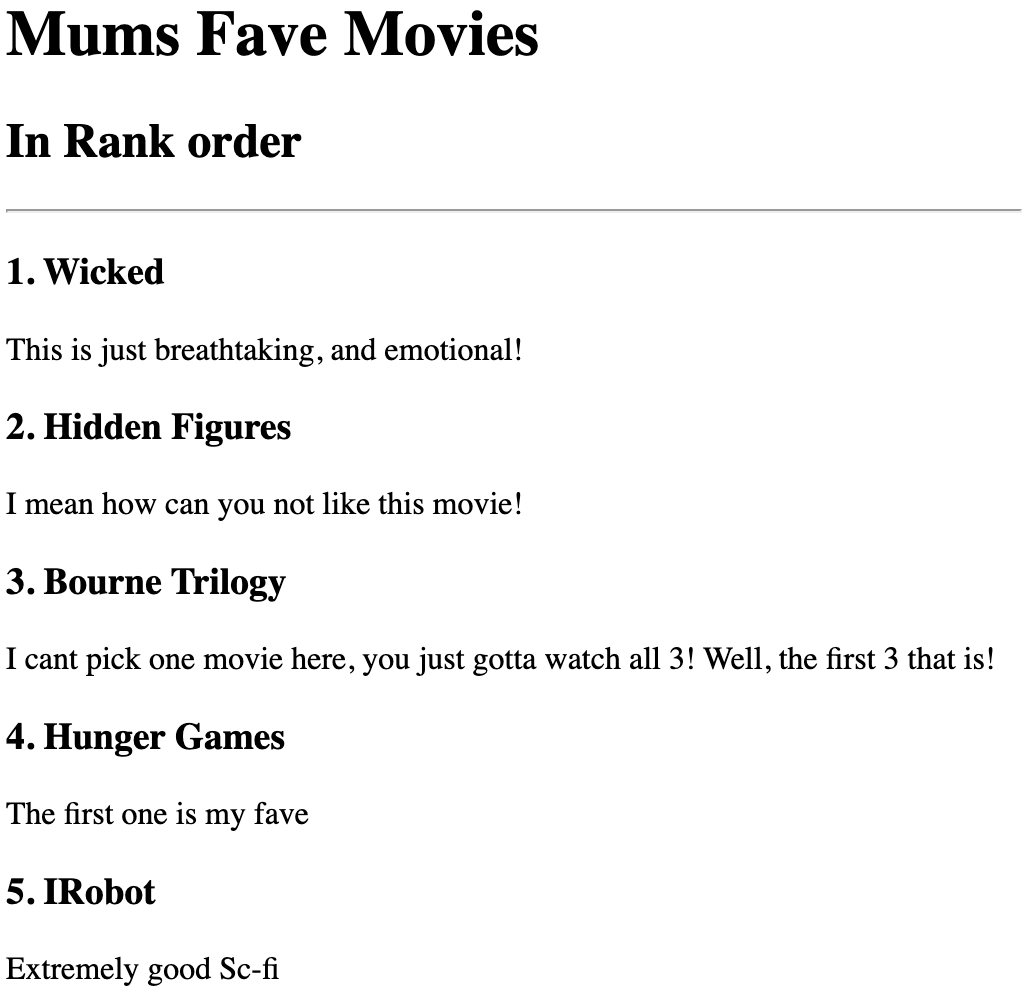 Mums Fave Movies
In Rank order
1. Wicked
This is just breathtaking, and emotional!
2. Hidden Figures
I mean how can you not like this movie!
3. Bourne Trilogy
I cant pick one movie here, you just gotta watch all 3! Well, the first 3 that is!
4. Hunger Games
The first one is my fave
5. IRobot
Extremely good Sc-fi